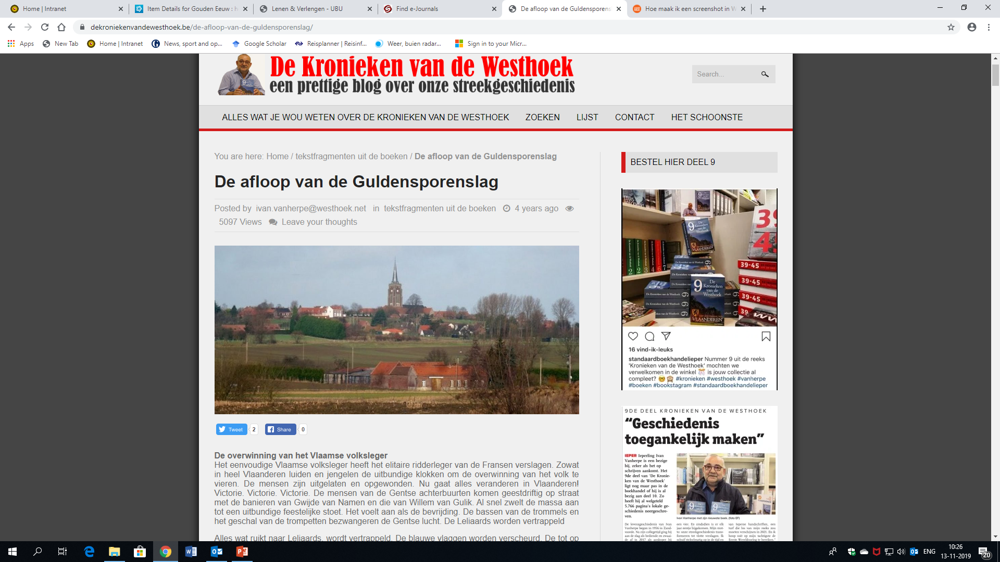 Home | Intranet
Item Details for Gouden Eeuw : h
Lenen & Verlengen - UBU
Find e-Journals
De afloop van de Guldensporens
Hoe maak ik een screenshot in W
dekroniekenvandewesthoek.be/de-afloop-van-de-guldensporenslag/
Apps
New Tab
Home | Intranet
News, sport and op...
Google Scholar
Reisplanner | Reisinf...
Weer, buien radar...
Sign in to your Micr...
De Kronieken van de Westhoek
een prettige blog over onze streekgeschiedenis
Search...
ALLES WAT JE WOU WETEN OVER DE KRONIEKEN VAN DE WESTHOEK
ZOEKEN
LIJST
CONTACT
HET SCHOONSTE
You are here: Home / tekstfragmenten uit de boeken / De afloop van de Guldensporenslag
De afloop van de Guldensporenslag
Posted by ivan.vanherpe@westhoek.net in tekstfragmenten uit de boeken 4 years ago
5097 Views Leave your thoughts
Tweet 2 Share 0
De overwinning van het Vlaamse volksleger
Het eenvoudige Vlaamse volksleger heeft het elitaire ridderleger van de Fransen verslagen. Zowat
in heel Vlaanderen luiden en jengelen de uitbundige klokken om de overwinning van het volk te
vieren. De mensen zijn uitgelaten en opgewonden. Nu gaat alles veranderen in Vlaanderen!
Victorie. Victorie. Victorie. De mensen van de Gentse achterbuurten komen geestdriftig op straat
met de banieren van Gwijde van Namen en die van Willem van Gulik. Al snel zwelt de massa aan
tot een uitbundige feestelijke stoet. Het voelt aan als de bevrijding. De bassen van de trommels en
het geschal van de trompetten bezwangeren de Gentse lucht. De Leliaards worden vertrappeld
Alles wat ruikt naar Leliaards, wordt vertrappeld. De blauwe vlaggen worden verscheurd. De tot op
BESTEL HIER DEEL 9
39
4
9
De
Kronieken
van de
Westhoek
VLAANDEREN
39-45
16 vind-ik-leuks
standaardboekhandelieper Nummer 9 uit de reeks
'Kronieken van de Westhoek' mochten we
verwelkomen in de winkel is jouw collectie al
compleet? #kronieken #westhoek #vanherpe
#boeken #bookstagram #standaardboekhandelieper
9DE DEEL KRONIEKEN VAN DE WESTHOEK
“Geschiedenis
toegankelijk maken”
IEPER Ieperling Ivan
Vanherpe is een bezige
bij, zeker als het op
schrijven aankomt. Het
9de deel van 'De Kronie-
ken van de Westhoek'
ligt nog maar pas in de
boekhandel of hij is al
bezig aan deel 10. Zo
heeft hij al welgeteld
5.766 pagina's lokale ge-
schiedenis neergeschre-
ven.
Ivan Vanherpe met zijn nieuwste boek. (foto EF)
ENG
10:26
13-11-2019
20